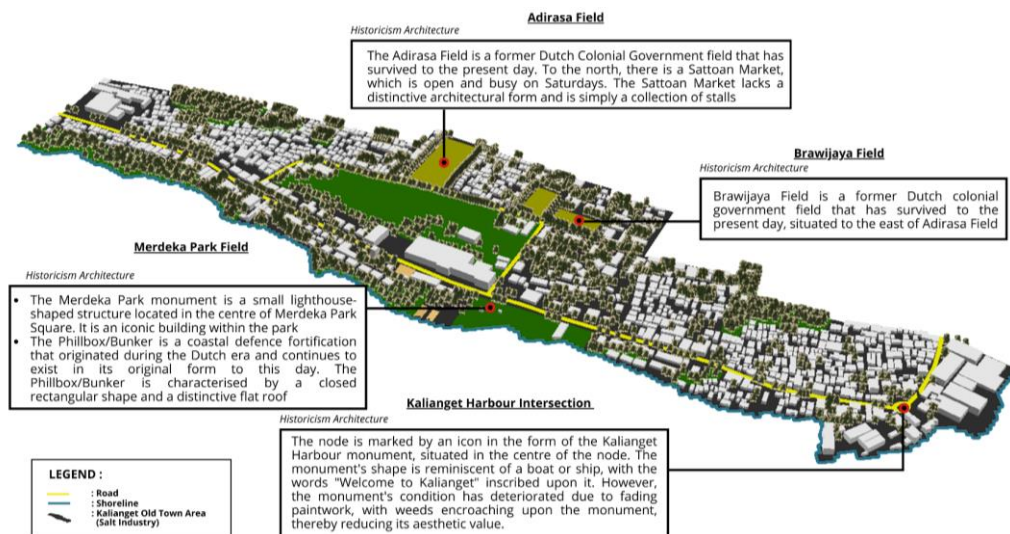 Adirasa Field
Historicism Architecture
The Adirasa Field is a former Dutch Colonial Government field that has
survived to the present day. To the north, there is a Sattoan Market,
which is open and busy on Saturdays. The Sattoan Market lacks a
distinctive architectural form and is simply a collection of stalls
Brawijaya Field
Historicism Architecture
Brawijaya Field is a former Dutch colonial
government field that has survived to the
present day, situated to the east of Adirasa Field
Merdeka Park Field
Historicism Architecture
• The Merdeka Park monument is a small lighthouse-
shaped structure located in the centre of Merdeka Park
Square. It is an iconic building within the park
• The Phillbox/Bunker is a coastal defence fortification
that originated during the Dutch era and continues to
exist in its original form to this day. The
Phillbox/Bunker is characterised by a closed
rectangular shape and a distinctive flat roof
Kalianget Harbour Intersection
Historicism Architecture
The node is marked by an icon in the form of the Kalianget
Harbour monument, situated in the centre of the node. The
monument's shape is reminiscent of a boat or ship, with the
words "Welcome to Kalianget" inscribed upon it. However,
the monument's condition has deteriorated due to fading
paintwork, with weeds encroaching upon the monument,
thereby reducing its aesthetic value.
LEGEND :
: Road
: Shoreline
: Kalianget Old Town Area
(Salt Industry)